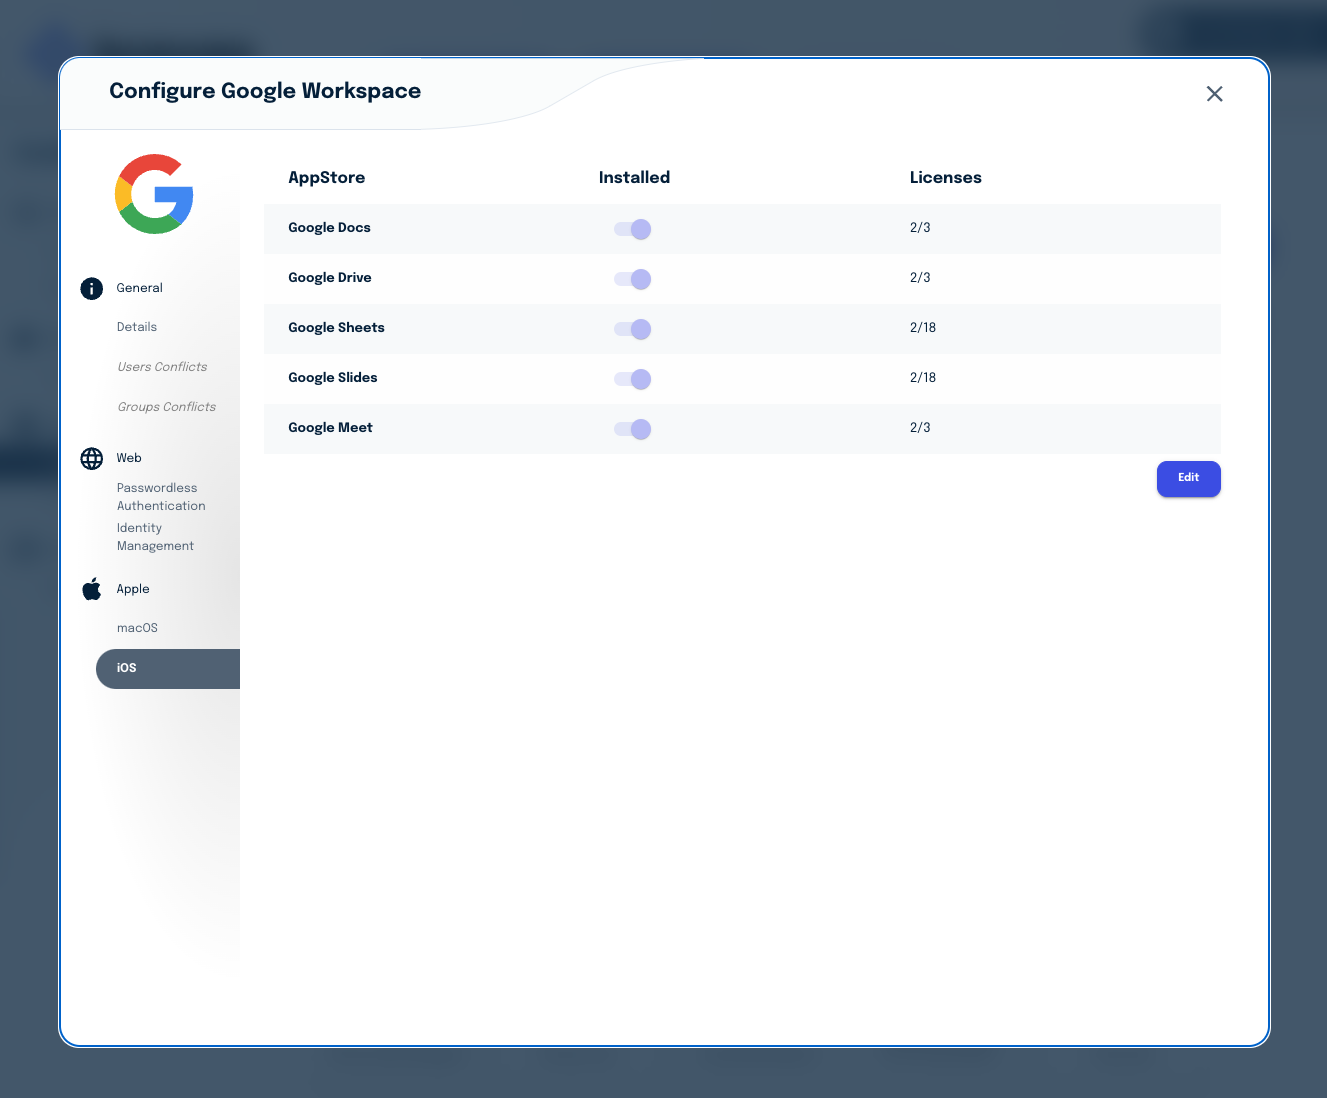 Configure Google Workspace
General
Details
Users Conflicts
Groups Conflicts
Web
Passwordless
Authentication
Identity
Management
Apple
macOS
iOS
AppStore Installed Licenses
Google Docs 2/3
Google Drive 2/3
Google Sheets 2/18
Google Slides 2/18
Google Meet 2/3
Edit